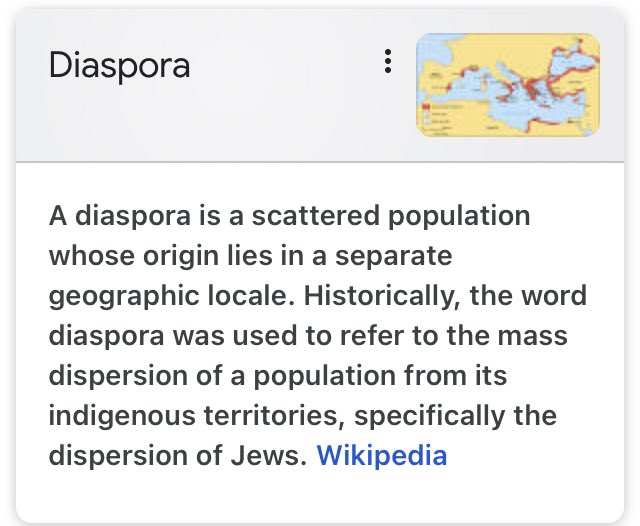 Diaspora
A diaspora is a scattered population
whose origin lies in a separate
geographic locale. Historically, the word
diaspora was used to refer to the mass
dispersion of a population from its
indigenous territories, specifically the
dispersion of Jews. Wikipedia